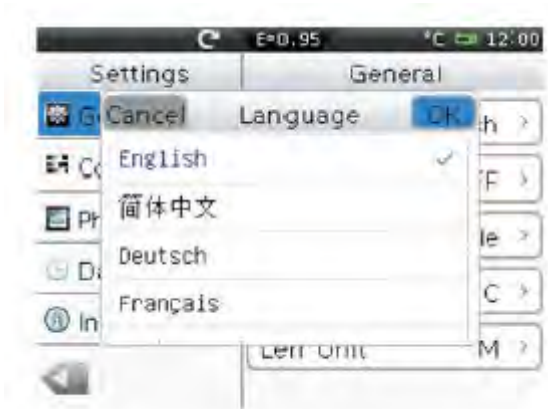 E=0.95 °C 12:00
Settings General
Cancel Language OK
English
简体中文
Deutsch
Français